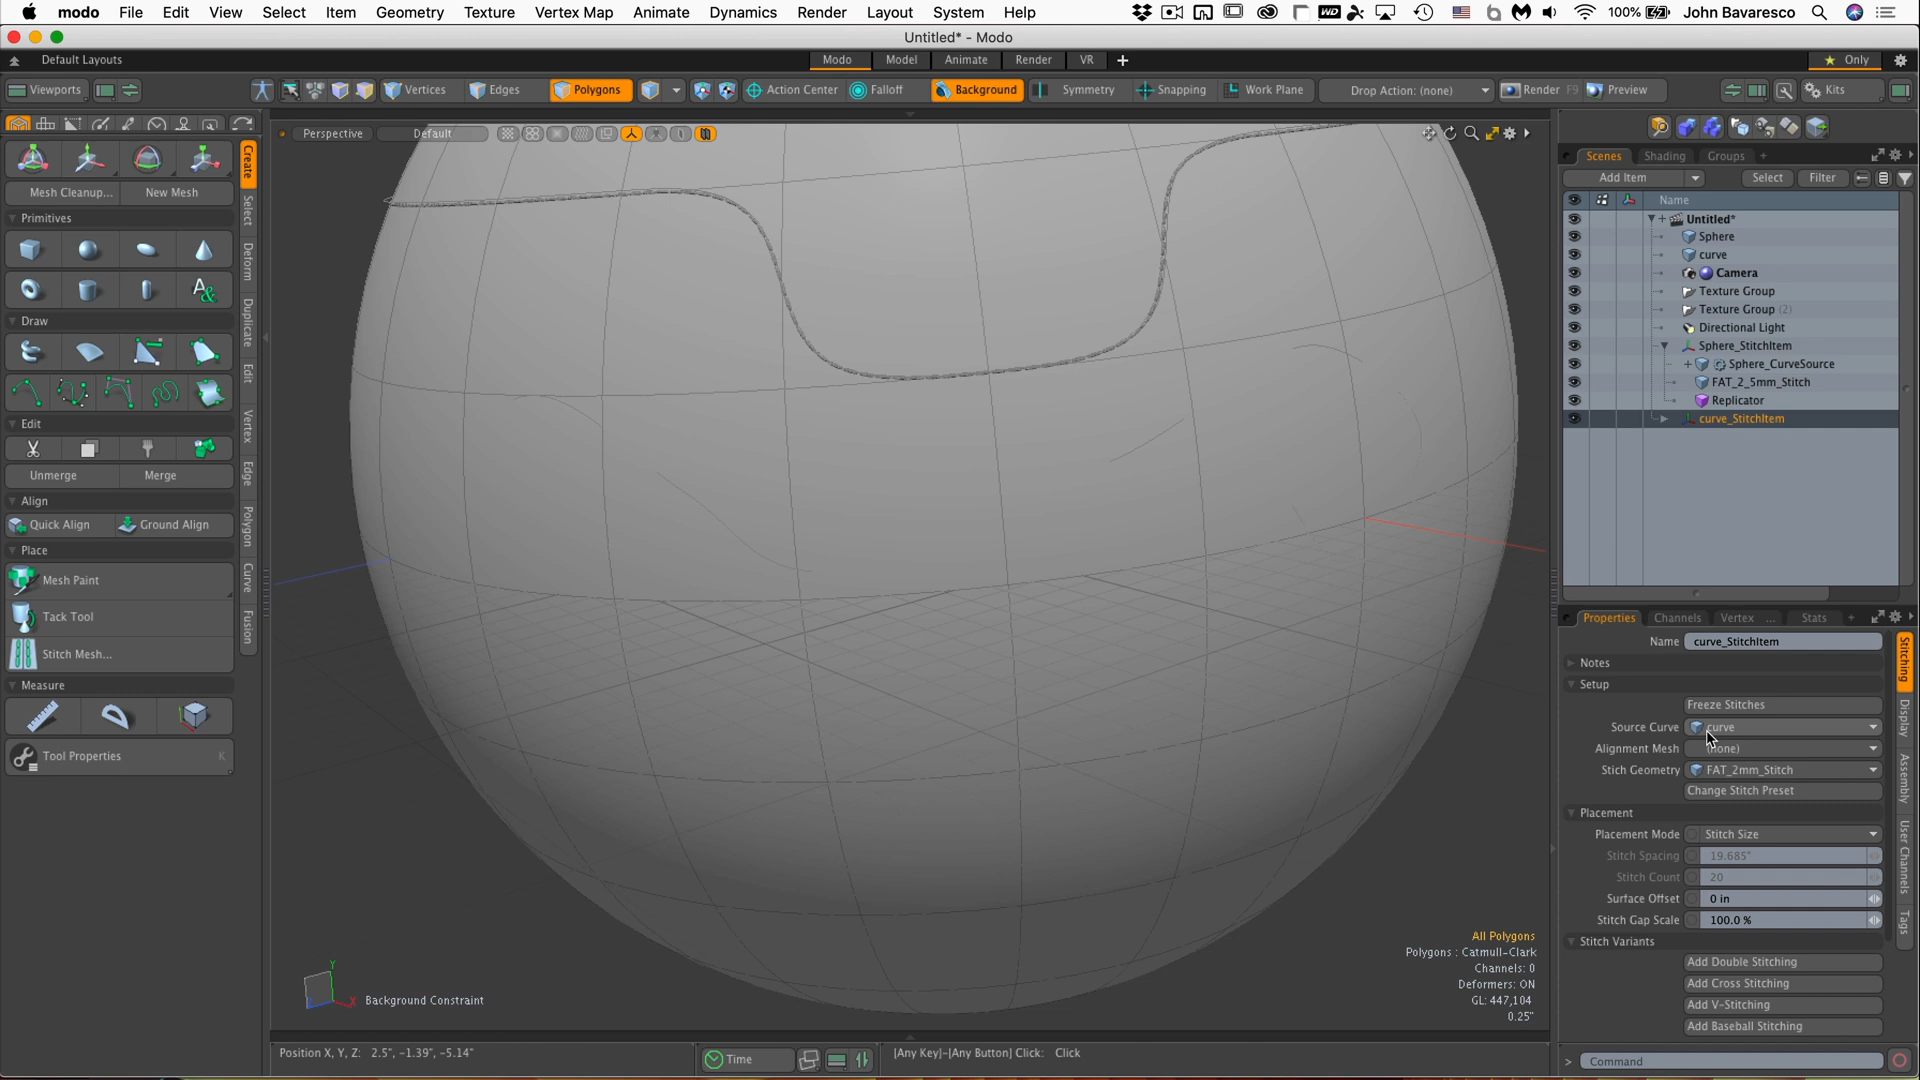 modo File Edit View Select Item Geometry Texture Vertex Map Animate Dynamics Render Layout System Help
WD 100% John Bavaresco
Untitled* - Modo
Default Layouts Modo Model Animate Render VR + Only
Viewports Vertices Edges Polygons Action Center Falloff Background Symmetry Snapping Work Plane Drop Action: (none) Render F9 Preview Kits
Perspective Default
Mesh Cleanup... New Mesh
Primitives
Draw
Edit
Unmerge Merge
Align
Quick Align Ground Align
Place
Mesh Paint
Tack Tool
Stitch Mesh...
Measure
Tool Properties K
Create
Select
Deform
Duplicate
Edit
Vertex
Edge
Polygon
Curve
Fusion
Y
X
Background Constraint
All Polygons
Polygons : Catmull-Clark
Channels: 0
Deformers: ON
GL: 447,104
0.25"
Position X, Y, Z: 2.5", -1.39", -5.14"
Time
[Any Key]-[Any Button] Click: Click
Scenes Shading Groups +
Add Item Select Filter
Name
Untitled*
Sphere
curve
Camera
Texture Group
Texture Group (2)
Directional Light
Sphere_StitchItem
Sphere_CurveSource
FAT_2_5mm_Stitch
Replicator
curve_StitchItem
Properties Channels Vertex ... Stats +
Name curve_StitchItem
Notes
Setup
Freeze Stitches
Source Curve curve
Alignment Mesh (none)
Stich Geometry FAT_2mm_Stitch
Change Stitch Preset
Placement
Placement Mode Stitch Size
Stitch Spacing 19.685"
Stitch Count 20
Surface Offset 0 in
Stitch Gap Scale 100.0 %
Stitch Variants
Add Double Stitching
Add Cross Stitching
Add V-Stitching
Add Baseball Stitching
Stitching
Display
Assembly
User Channels
Tags
> Command